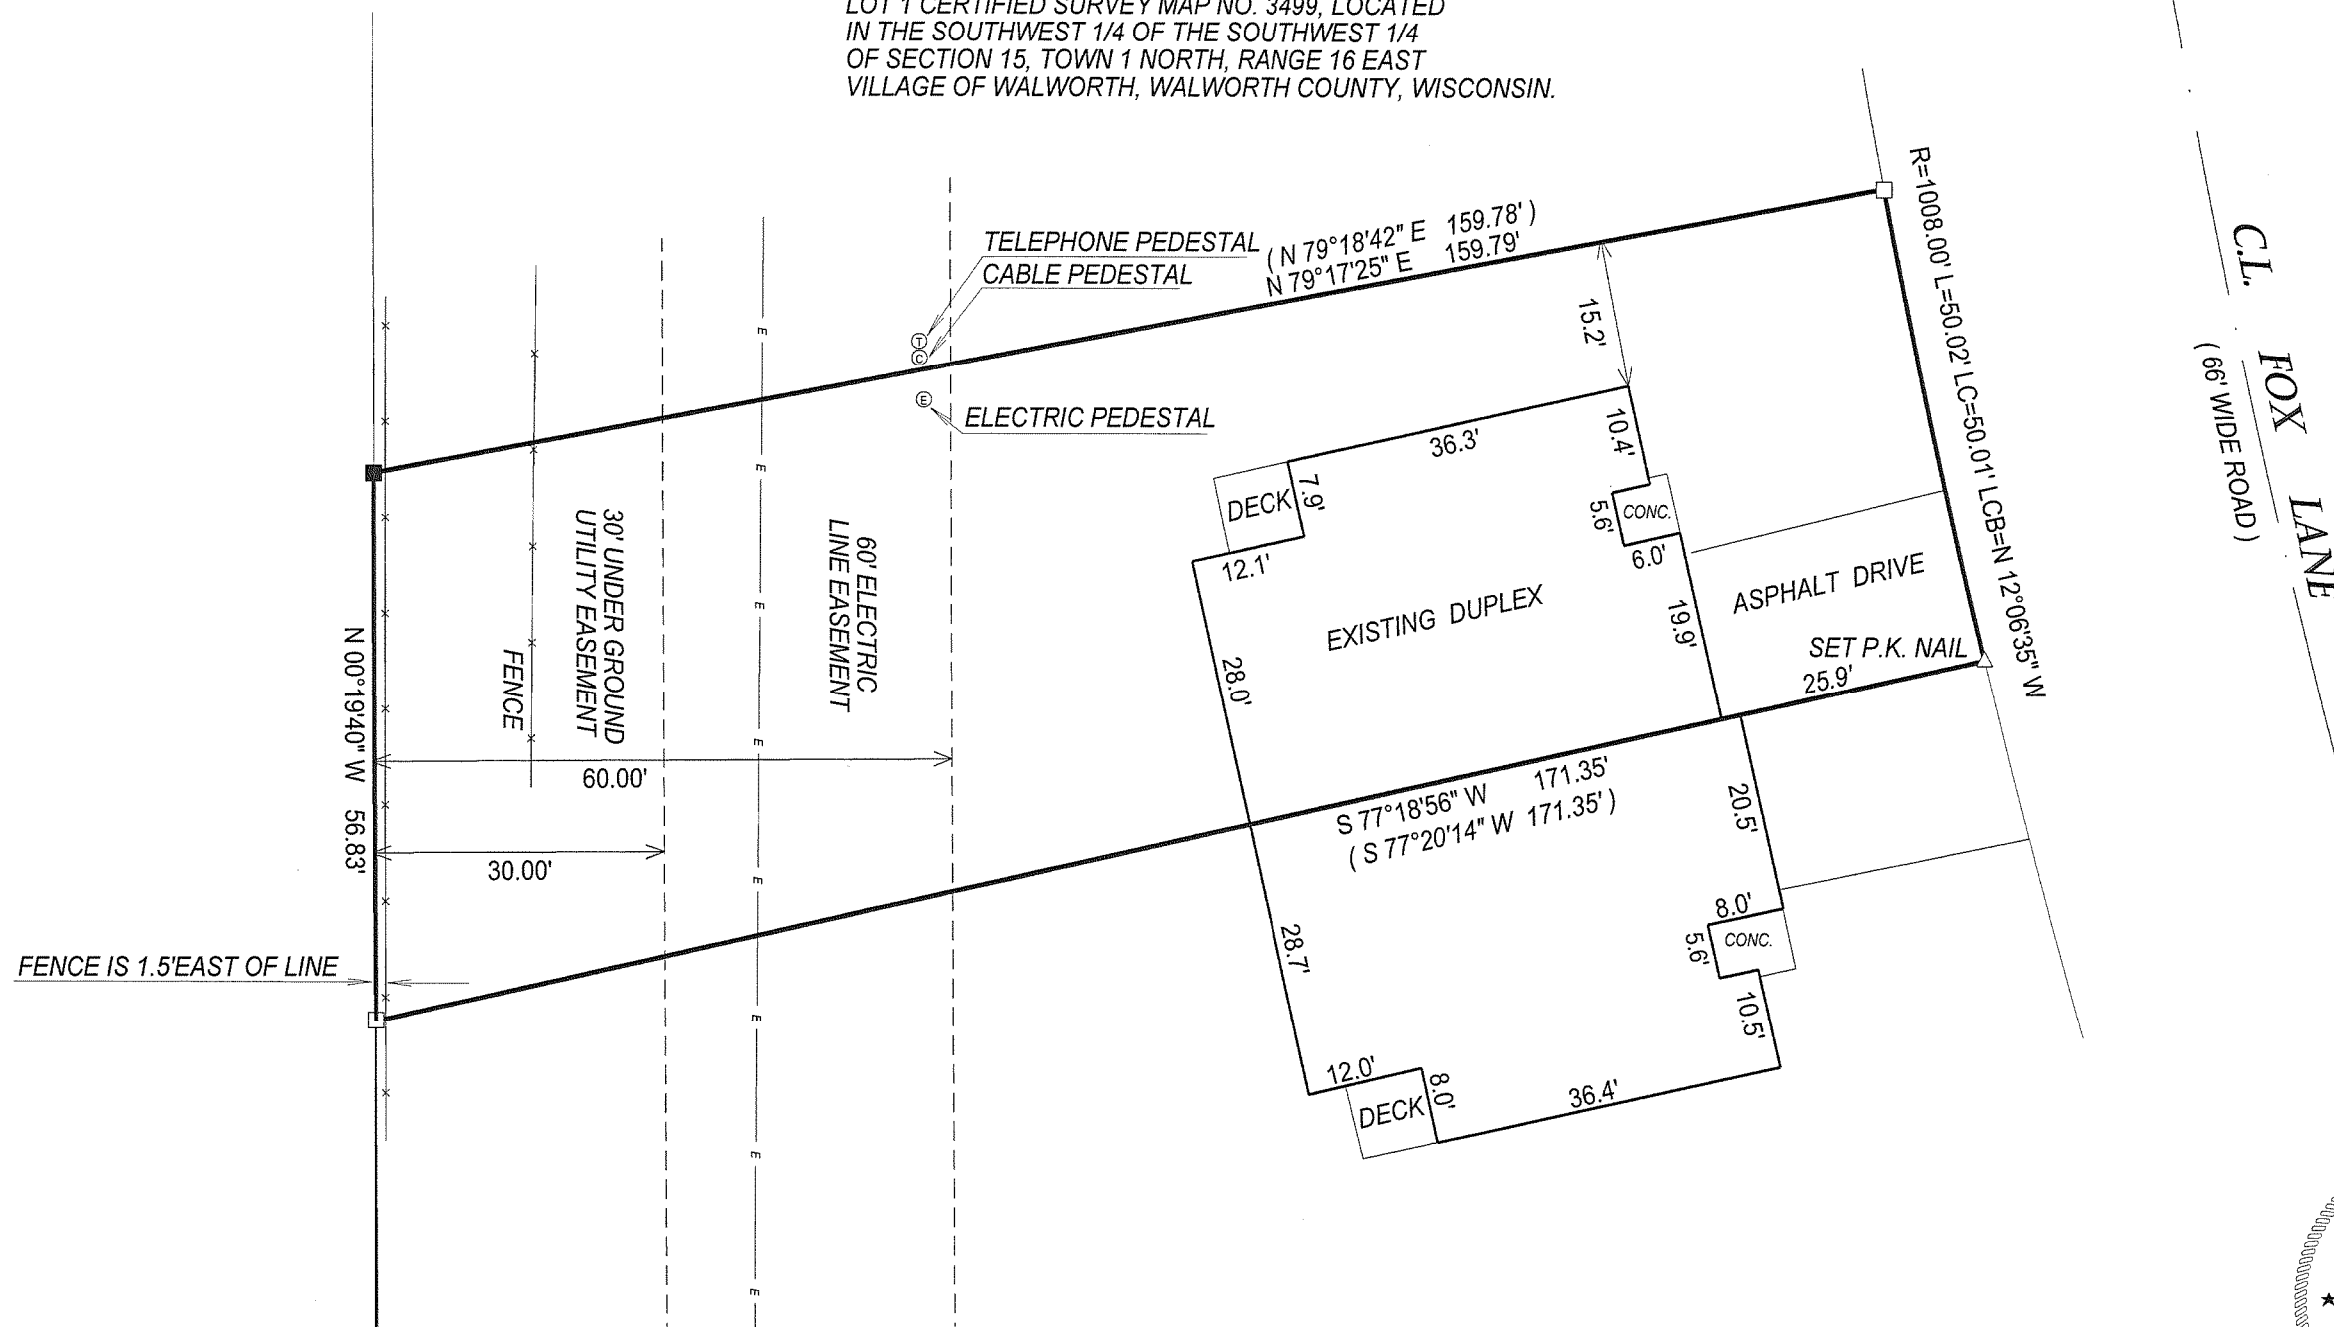 LOT 1 CERTIFIED SURVEY MAP NO. 3499, LOCATED
IN THE SOUTHWEST 1/4 OF THE SOUTHWEST 1/4
OF SECTION 15, TOWN 1 NORTH, RANGE 16 EAST
VILLAGE OF WALWORTH, WALWORTH COUNTY, WISCONSIN.
TELEPHONE PEDESTAL
CABLE PEDESTAL
T
C
E
ELECTRIC PEDESTAL
( N 79°18'42" E 159.78' )
N 79°17'25" E 159.79'
R=1008.00' L=50.02' LC=50.01' LCB=N 12°06'35" W
C.L. FOX LANE
( 66' WIDE ROAD )
15.2'
36.3'
10.4'
DECK
7.9'
5.6'
CONC.
6.0'
12.1'
EXISTING DUPLEX
ASPHALT DRIVE
19.9'
SET P.K. NAIL
25.9'
28.0'
60' ELECTRIC
LINE EASEMENT
30' UNDER GROUND
UTILITY EASEMENT
FENCE
N 00°19'40" W 56.83'
60.00'
30.00'
E
E
E
E
E
E
E
E
S 77°18'56" W 171.35'
( S 77°20'14" W 171.35' )
20.5'
8.0'
5.6'
CONC.
10.5'
28.7'
12.0'
8.0'
DECK
36.4'
FENCE IS 1.5'EAST OF LINE